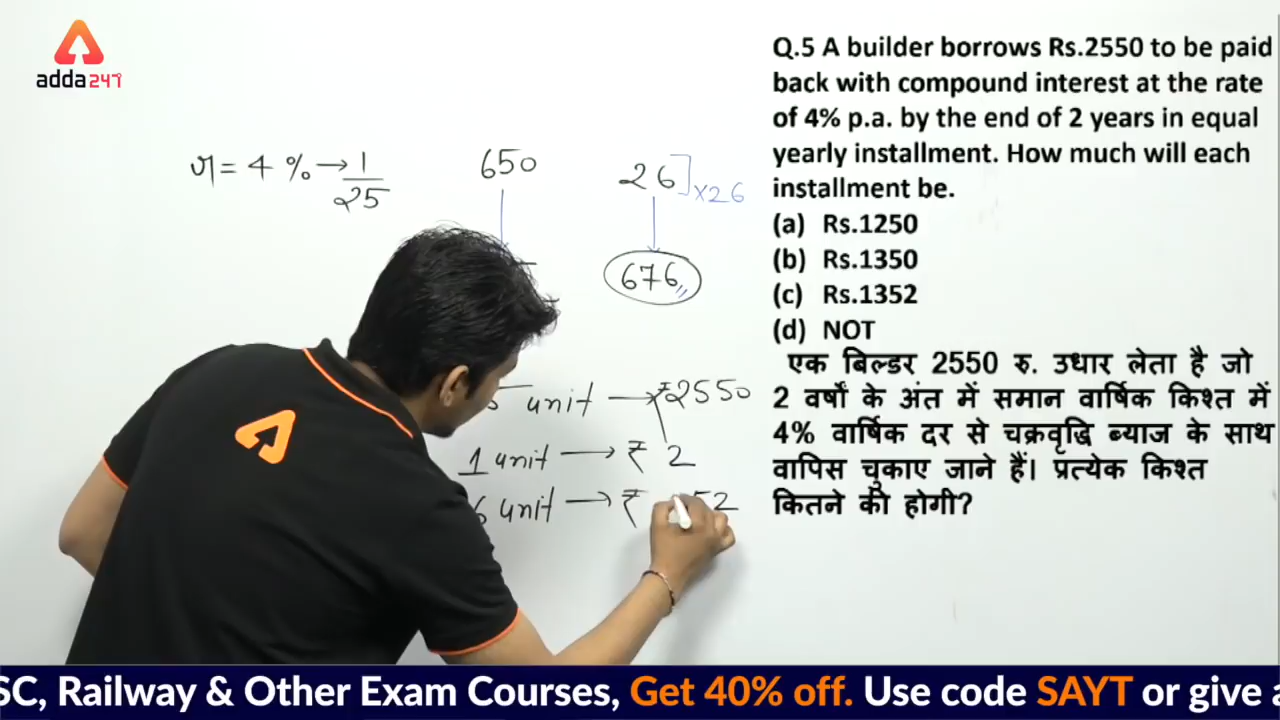 adda247
Q.5 A builder borrows Rs.2550 to be paid
back with compound interest at the rate
of 4% p.a. by the end of 2 years in equal
yearly installment. How much will each
installment be.
(a) Rs.1250
(b) Rs.1350
(c) Rs.1352
(d) NOT
एक बिल्डर 2550 रु. उधार लेता है जो
2 वर्षों के अंत में समान वार्षिक किश्त में
4% वार्षिक दर से चक्रवृद्धि ब्याज के साथ
वापिस चुकाए जाने हैं। प्रत्येक किश्त
कितने की होगी?
r = 4 % → 1/25
650
26] ×26
676
unit → ₹2550
1 unit → ₹ 2
6 unit → ₹ 52
SC, Railway & Other Exam Courses, Get 40% off. Use code SAYT or give a